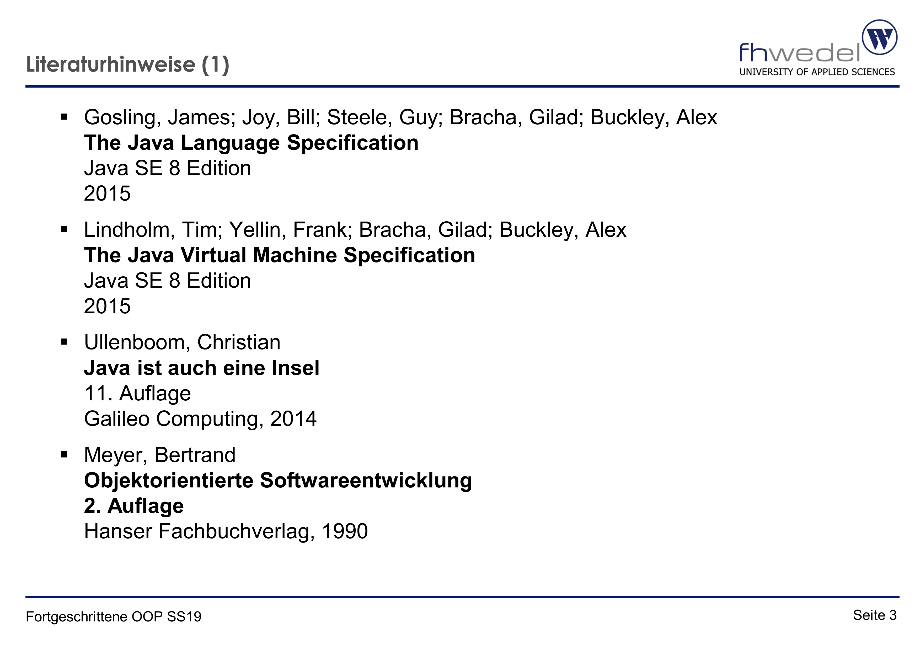 Literaturhinweise (1)
fhwedel
W
UNIVERSITY OF APPLIED SCIENCES
▪ Gosling, James; Joy, Bill; Steele, Guy; Bracha, Gilad; Buckley, Alex
The Java Language Specification
Java SE 8 Edition
2015
▪ Lindholm, Tim; Yellin, Frank; Bracha, Gilad; Buckley, Alex
The Java Virtual Machine Specification
Java SE 8 Edition
2015
▪ Ullenboom, Christian
Java ist auch eine Insel
11. Auflage
Galileo Computing, 2014
▪ Meyer, Bertrand
Objektorientierte Softwareentwicklung
2. Auflage
Hanser Fachbuchverlag, 1990
Fortgeschrittene OOP SS19
Seite 3